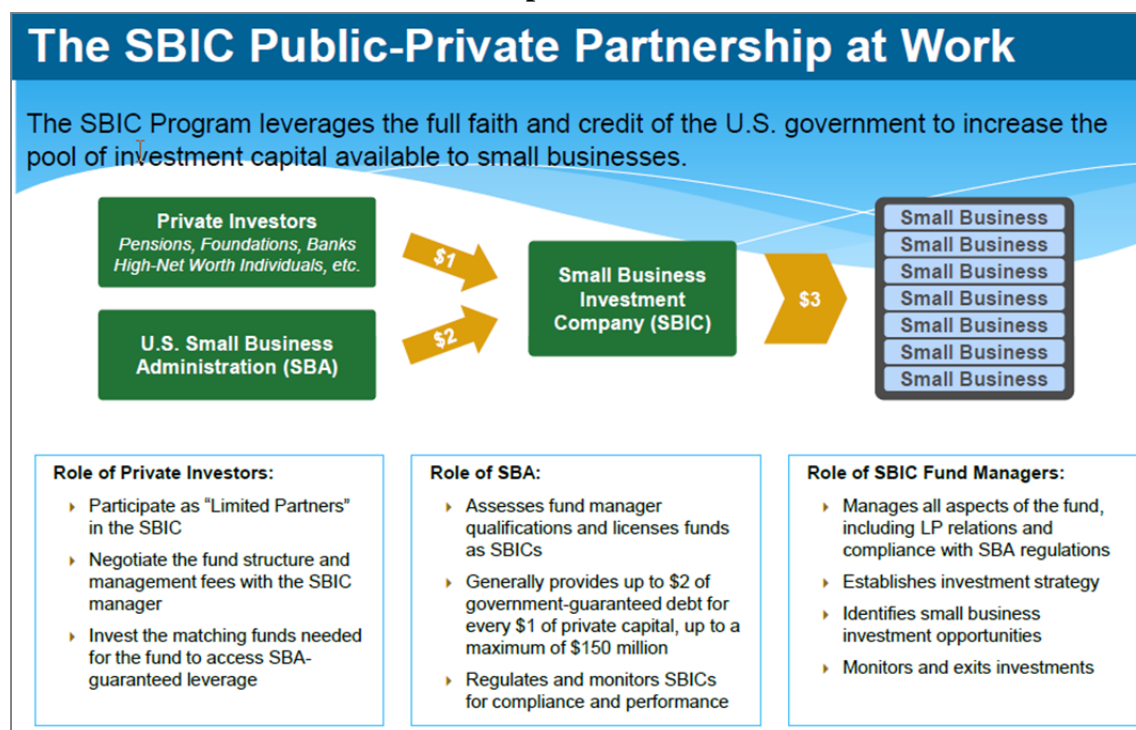 The SBIC Public-Private Partnership at Work
The SBIC Program leverages the full faith and credit of the U.S. government to increase the
pool of investment capital available to small businesses.
Private Investors
Pensions, Foundations, Banks
High-Net Worth Individuals, etc.
$1
U.S. Small Business
Administration (SBA)
$2
Small Business
Investment
Company (SBIC)
$3
Small Business
Small Business
Small Business
Small Business
Small Business
Small Business
Small Business
Role of Private Investors:
Participate as “Limited Partners”
in the SBIC
Negotiate the fund structure and
management fees with the SBIC
manager
Invest the matching funds needed
for the fund to access SBA-
guaranteed leverage
Role of SBA:
Assesses fund manager
qualifications and licenses funds
as SBICs
Generally provides up to $2 of
government-guaranteed debt for
every $1 of private capital, up to a
maximum of $150 million
Regulates and monitors SBICs
for compliance and performance
Role of SBIC Fund Managers:
Manages all aspects of the fund,
including LP relations and
compliance with SBA regulations
Establishes investment strategy
Identifies small business
investment opportunities
Monitors and exits investments